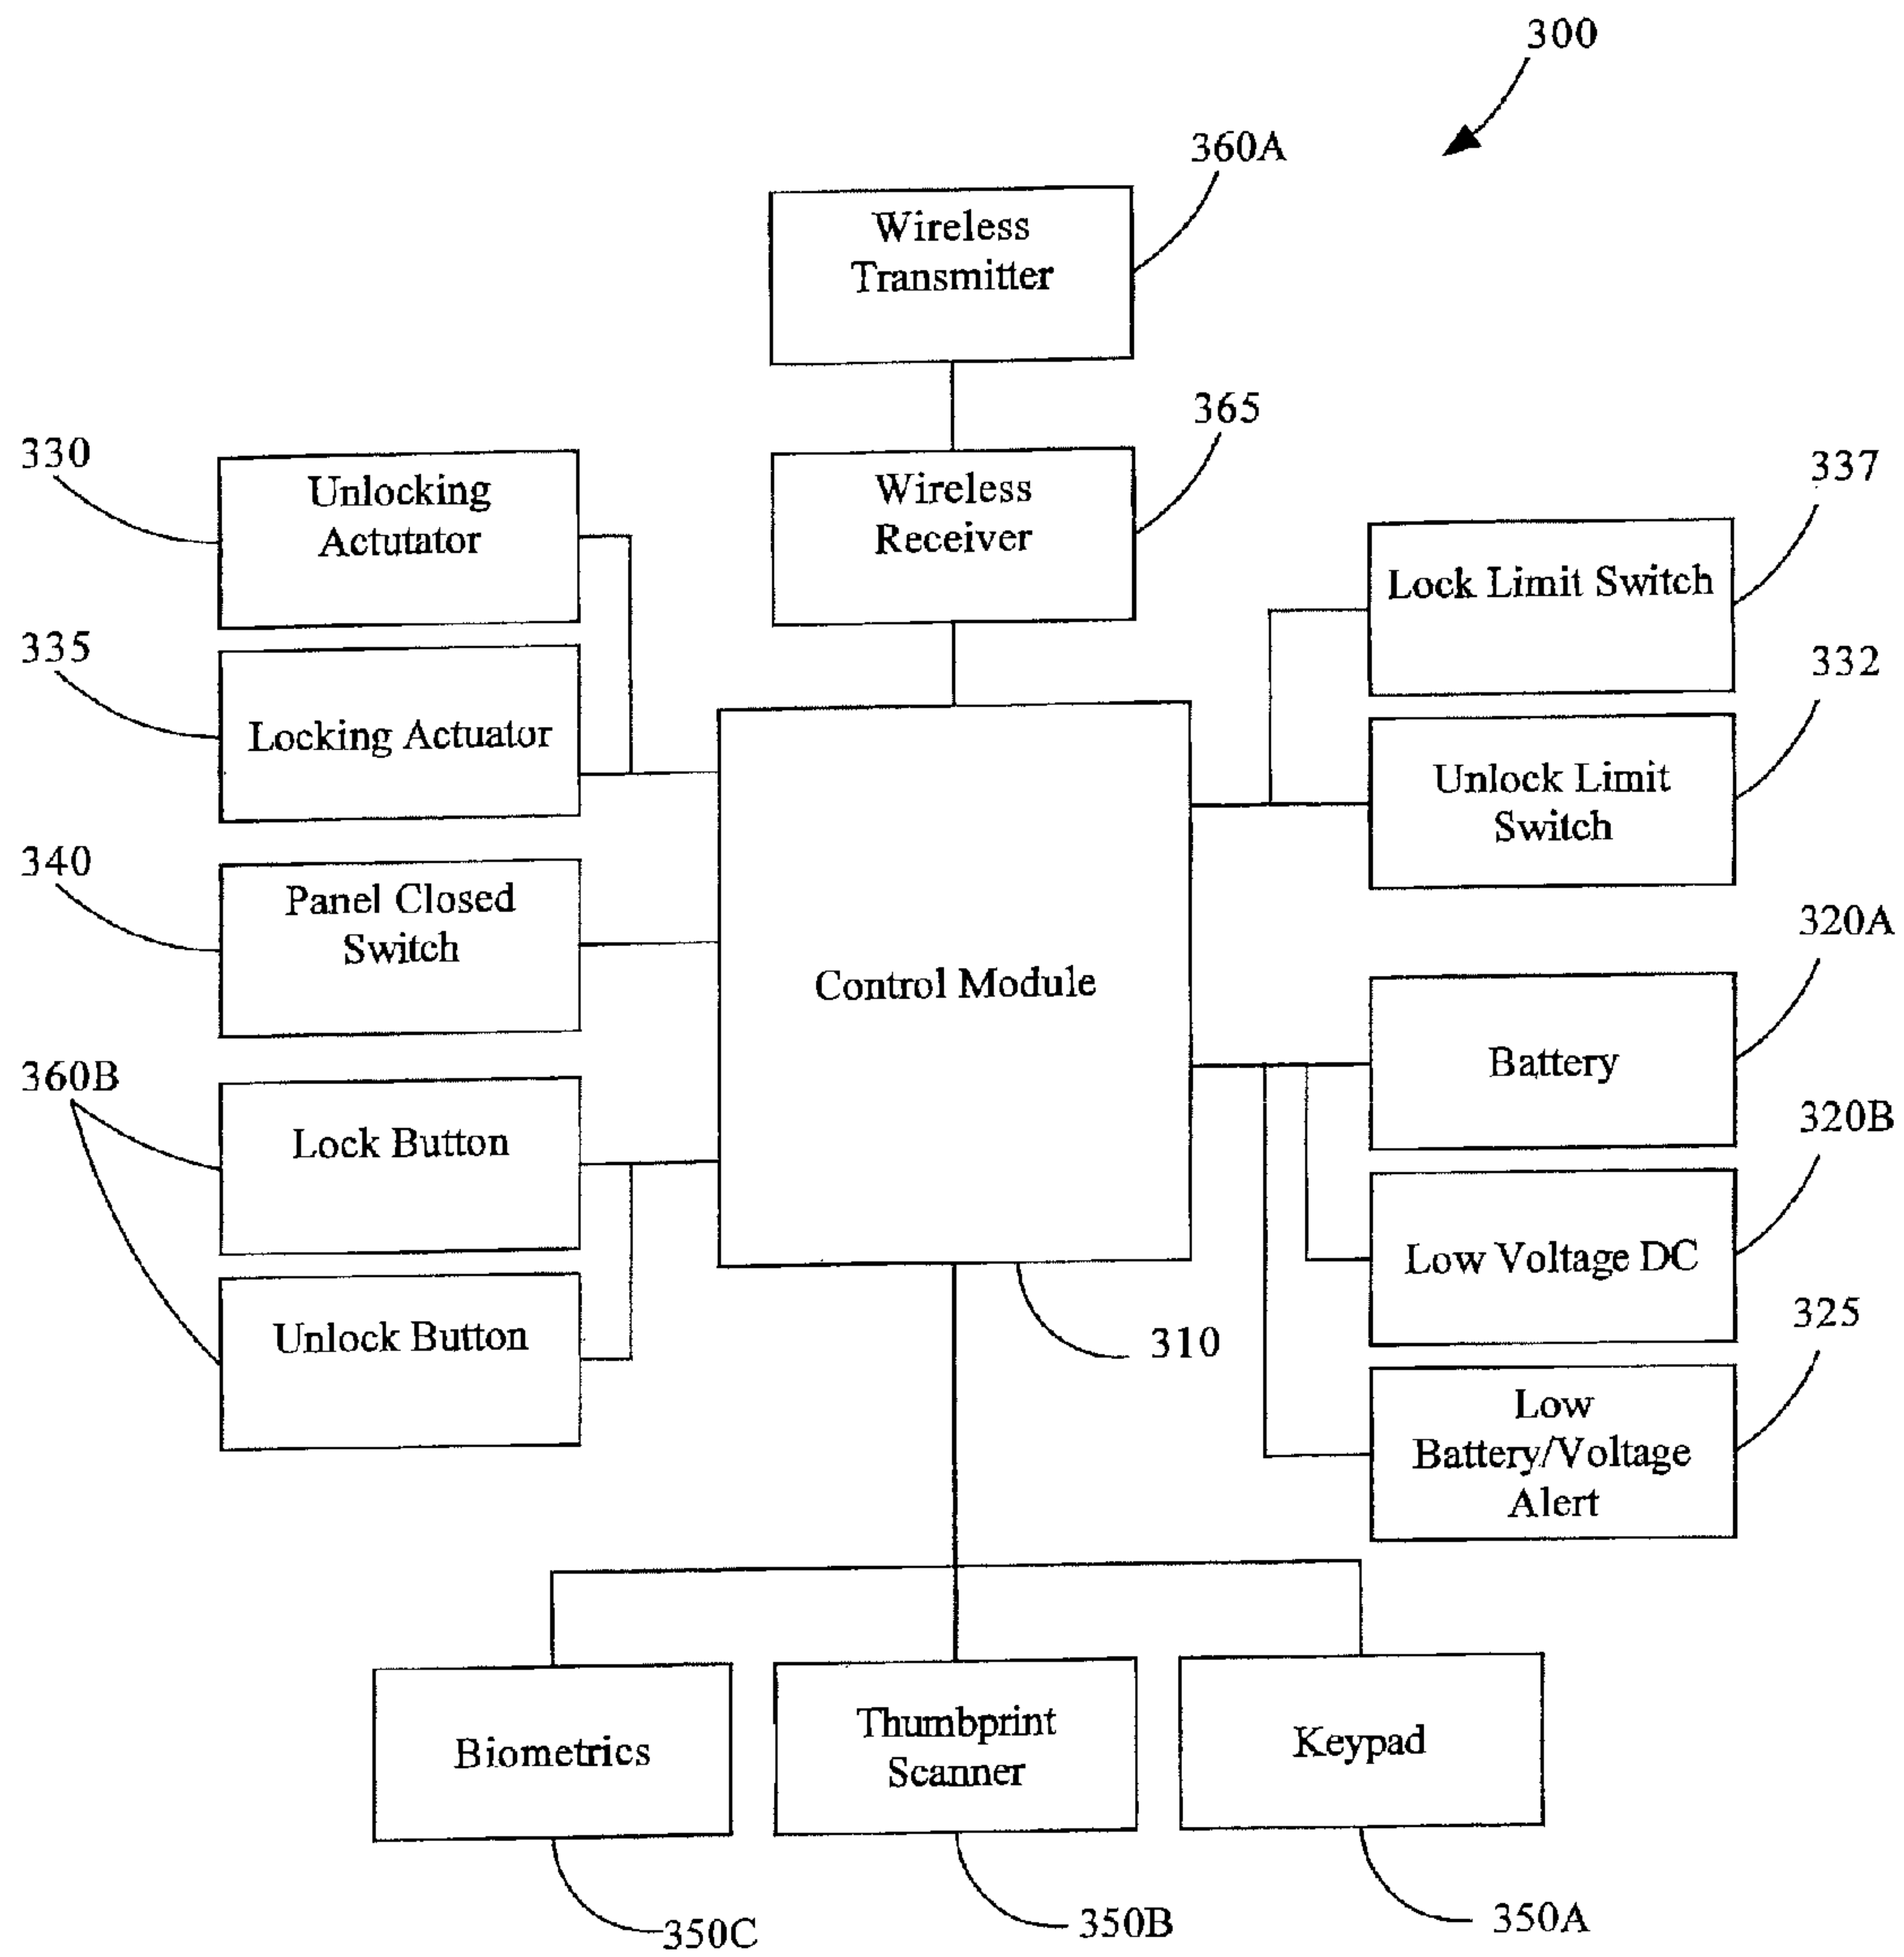 300
360A
Wireless
Transmitter
365
Wireless
Receiver
330
Unlocking
Actutator
335
Locking Actuator
340
Panel Closed
Switch
360B
Lock Button
Unlock Button
Control Module
310
337
Lock Limit Switch
332
Unlock Limit
Switch
320A
Battery
320B
Low Voltage DC
325
Low
Battery/Voltage
Alert
Biometrics
350C
Thumbprint
Scanner
350B
Keypad
350A